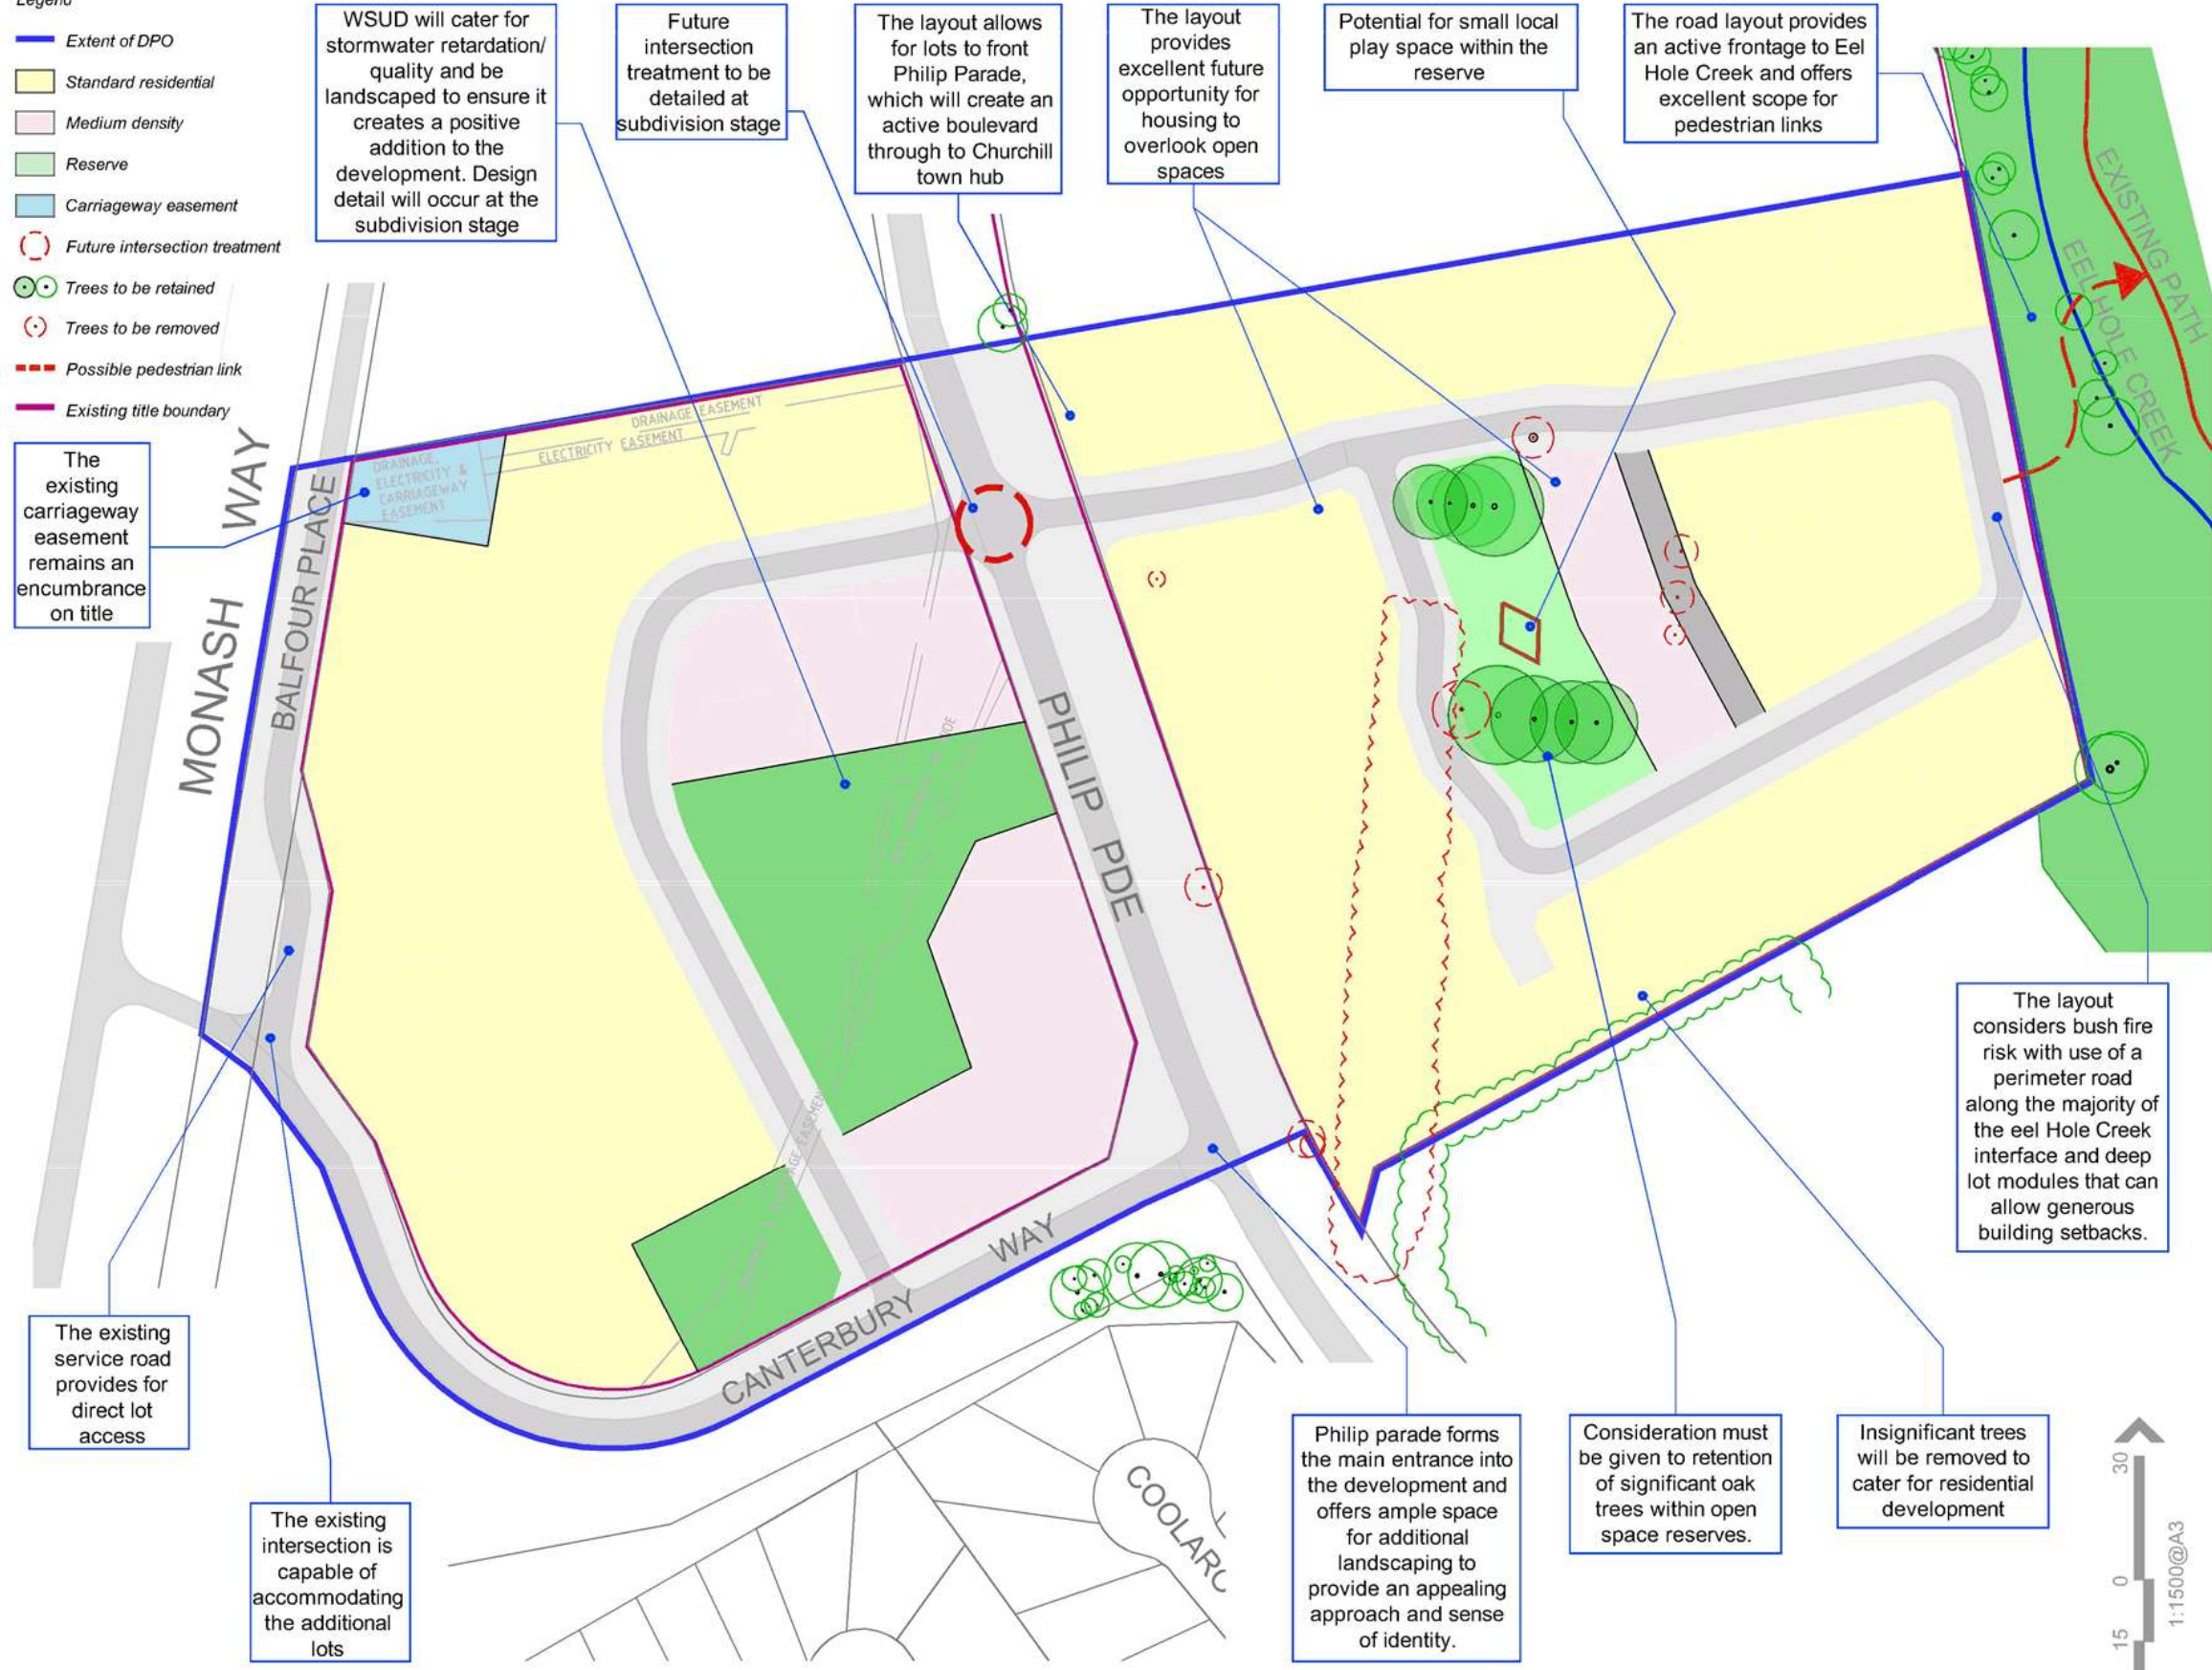 Legend
Extent of DPO
Standard residential
Medium density
Reserve
Carriageway easement
Future intersection treatment
Trees to be retained
Trees to be removed
Possible pedestrian link
Existing title boundary
WSUD will cater for
stormwater retardation/
quality and be
landscaped to ensure it
creates a positive
addition to the
development. Design
detail will occur at the
subdivision stage
Future
intersection
treatment to be
detailed at
subdivision stage
The layout allows
for lots to front
Philip Parade,
which will create an
active boulevard
through to Churchill
town hub
The layout
provides
excellent future
opportunity for
housing to
overlook open
spaces
Potential for small local
play space within the
reserve
The road layout provides
an active frontage to Eel
Hole Creek and offers
excellent scope for
pedestrian links
The
existing
carriageway
easement
remains an
encumbrance
on title
MONASH WAY
BALFOUR PLACE
DRAINAGE,
ELECTRICITY &
CARRIAGEWAY
EASEMENT
DRAINAGE EASEMENT
ELECTRICITY EASEMENT
PHILIP PDE
EXISTING PATH
EEL HOLE CREEK
CANTERBURY WAY
COOLARO
The existing
service road
provides for
direct lot
access
The existing
intersection is
capable of
accommodating
the additional
lots
Philip parade forms
the main entrance into
the development and
offers ample space
for additional
landscaping to
provide an appealing
approach and sense
of identity.
Consideration must
be given to retention
of significant oak
trees within open
space reserves.
Insignificant trees
will be removed to
cater for residential
development
The layout
considers bush fire
risk with use of a
perimeter road
along the majority of
the eel Hole Creek
interface and deep
lot modules that can
allow generous
building setbacks.
30
0
15
1:1500@A3